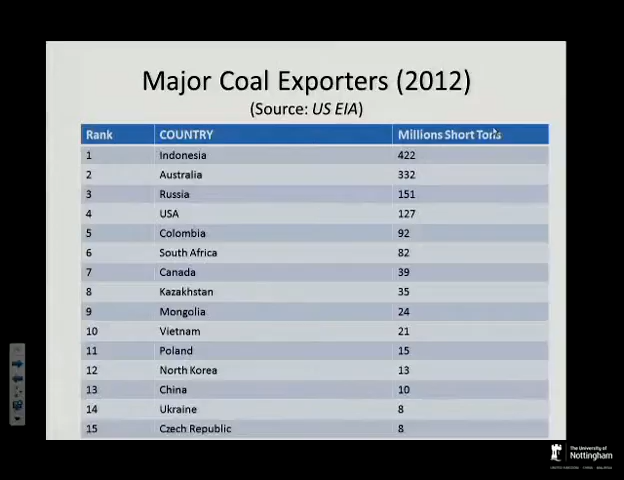 Major Coal Exporters (2012)
(Source: US EIA)
Rank COUNTRY Millions Short Tons
1 Indonesia 422
2 Australia 332
3 Russia 151
4 USA 127
5 Colombia 92
6 South Africa 82
7 Canada 39
8 Kazakhstan 35
9 Mongolia 24
10 Vietnam 21
11 Poland 15
12 North Korea 13
13 China 10
14 Ukraine 8
15 Czech Republic 8
The University of
Nottingham